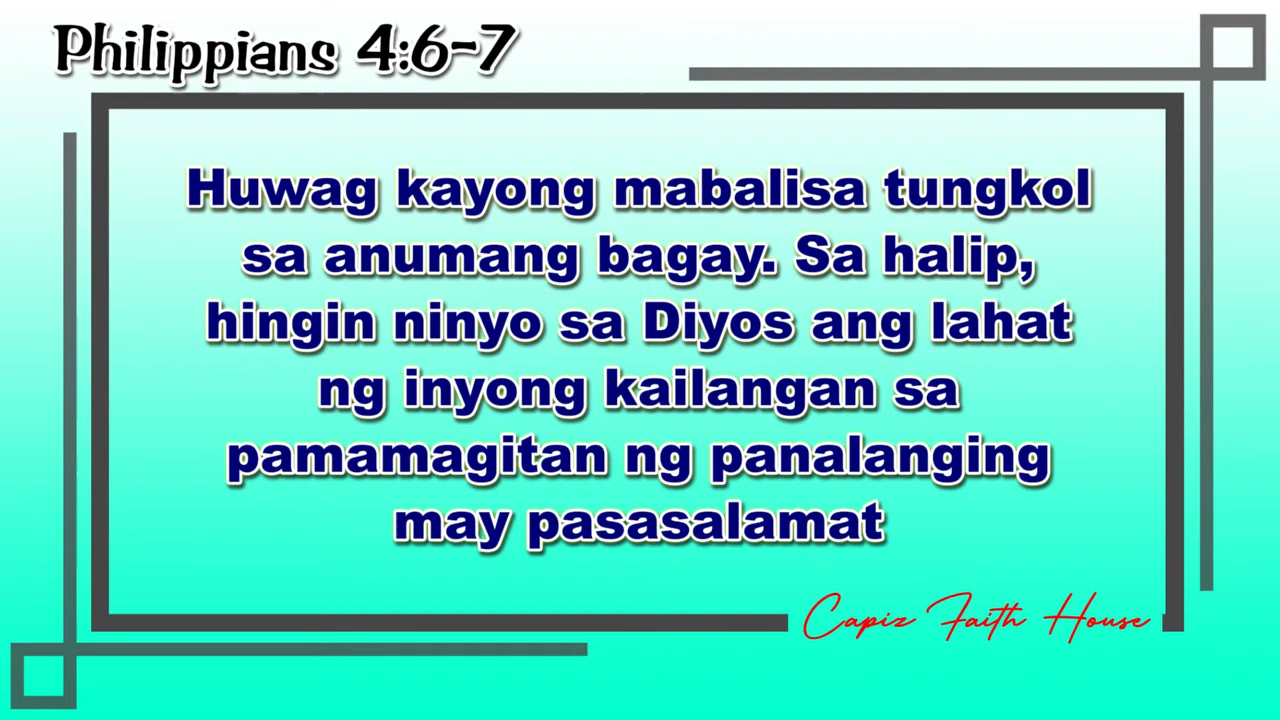 Philippians 4:6-7
Huwag kayong mabalisa tungkol
sa anumang bagay. Sa halip,
hingin ninyo sa Diyos ang lahat
ng inyong kailangan sa
pamamagitan ng panalanging
may pasasalamat
Capiz Faith House